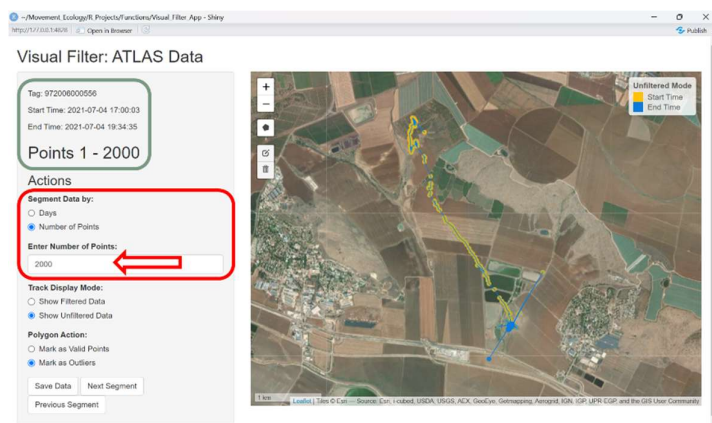 ~/Movement_Ecology/R_Projects/Functions/Visual_Filter_App - Shiny
Open in Browser
Publish
Visual Filter: ATLAS Data
Tag: 972006000556
Start Time: 2021-07-04 17:00:03
End Time: 2021-07-04 19:34:35
Points 1 - 2000
Actions
Segment Data by:
Days
Number of Points
Enter Number of Points:
2000
Track Display Mode:
Show Filtered Data
Show Unfiltered Data
Polygon Action:
Mark as Valid Points
Mark as Outliers
Save Data
Next Segment
Previous Segment
+
−
Unfiltered Mode
Start Time
End Time
1 km
Leaflet | Tiles © Esri — Source: Esri, i-cubed, USDA, USGS, AEX, GeoEye, Getmapping, Aerogrid, IGN, IGP, UPR-EGP, and the GIS User Community